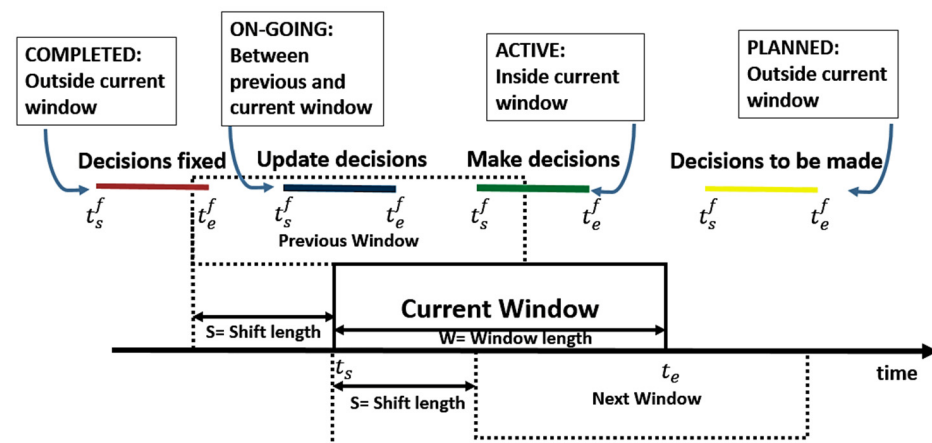 COMPLETED:
Outside current
window
ON-GOING:
Between
previous and
current window
ACTIVE:
Inside current
window
PLANNED:
Outside current
window
Decisions fixed
Update decisions
Make decisions
Decisions to be made
t_s^f
t_e^f
t_s^f
t_e^f
t_s^f
t_e^f
t_s^f
t_e^f
Previous Window
Current Window
S= Shift length
W= Window length
t_s
t_e
time
S= Shift length
Next Window